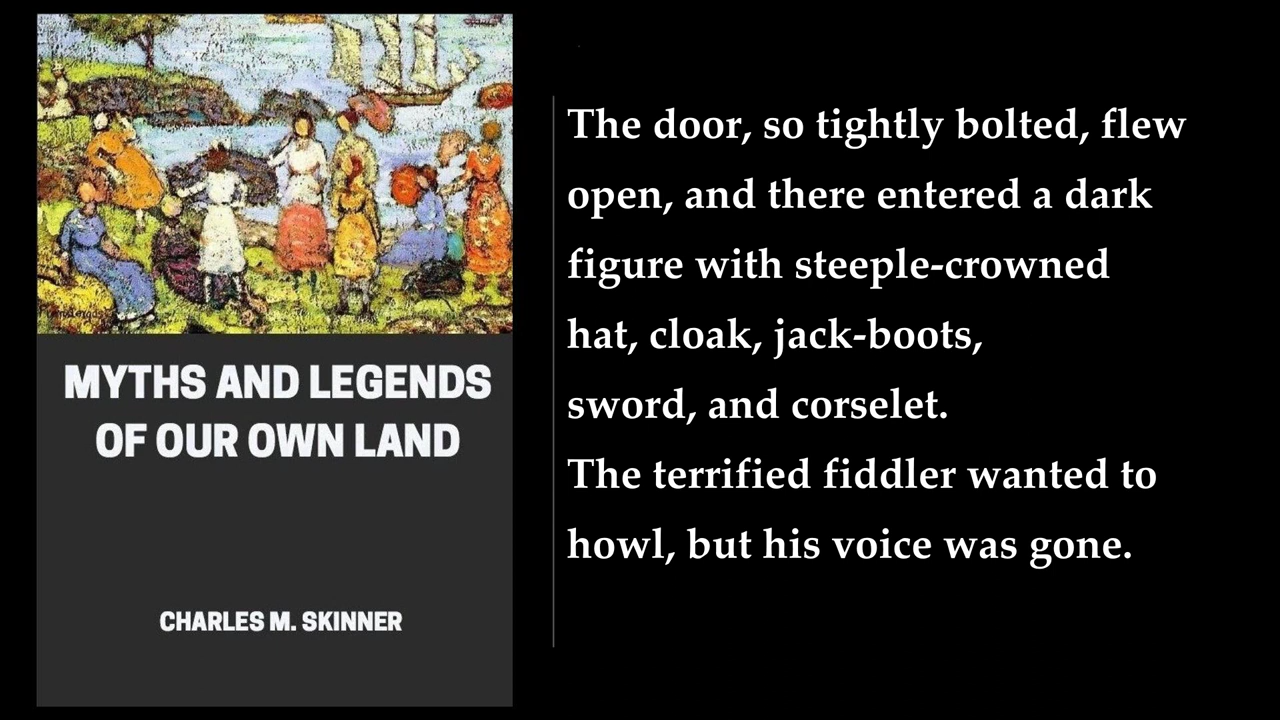 MYTHS AND LEGENDS
OF OUR OWN LAND
CHARLES M. SKINNER
The door, so tightly bolted, flew
open, and there entered a dark
figure with steeple-crowned
hat, cloak, jack-boots,
sword, and corselet.
The terrified fiddler wanted to
howl, but his voice was gone.